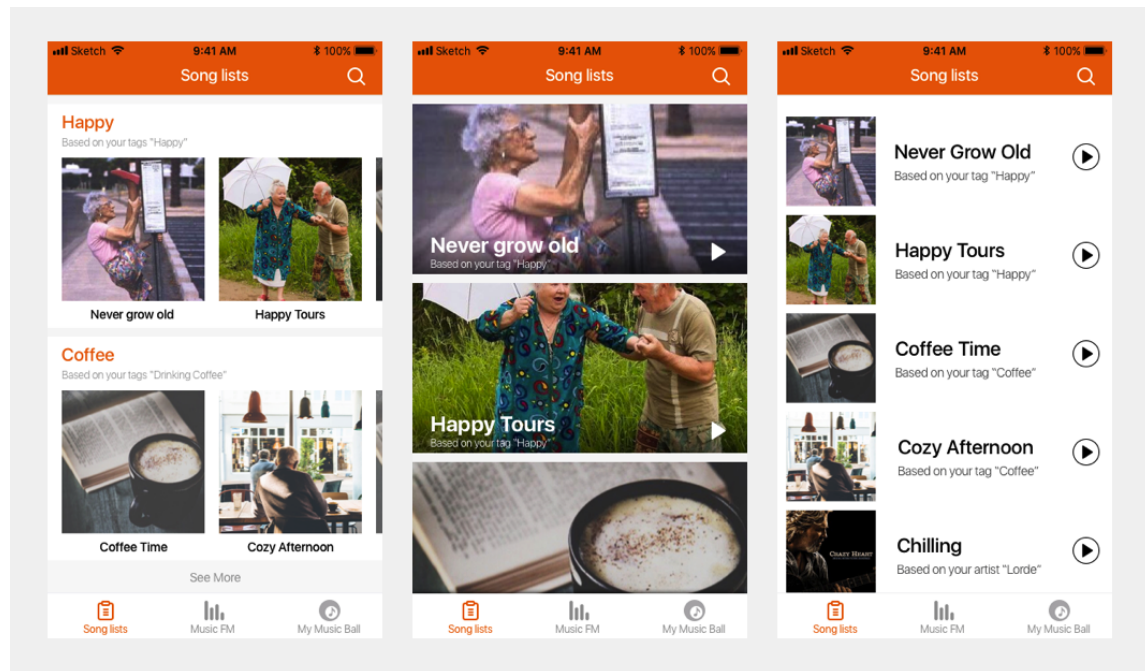 Sketch 9:41 AM 100%
Song lists
Happy
Based on your tags "Happy"
Never grow old Happy Tours
Coffee
Based on your tags "Drinking Coffee"
Coffee Time Cozy Afternoon
See More
Song lists Music FM My Music Ball
Sketch 9:41 AM 100%
Song lists
Never grow old
Based on your tag "Happy"
Happy Tours
Based on your tag "Happy"
Song lists Music FM My Music Ball
Sketch 9:41 AM 100%
Song lists
Never Grow Old
Based on your tag "Happy"
Happy Tours
Based on your tag "Happy"
Coffee Time
Based on your tag "Coffee"
Cozy Afternoon
Based on your tag "Coffee"
CRAZY HEART
Chilling
Based on your artist "Lorde"
Song lists Music FM My Music Ball